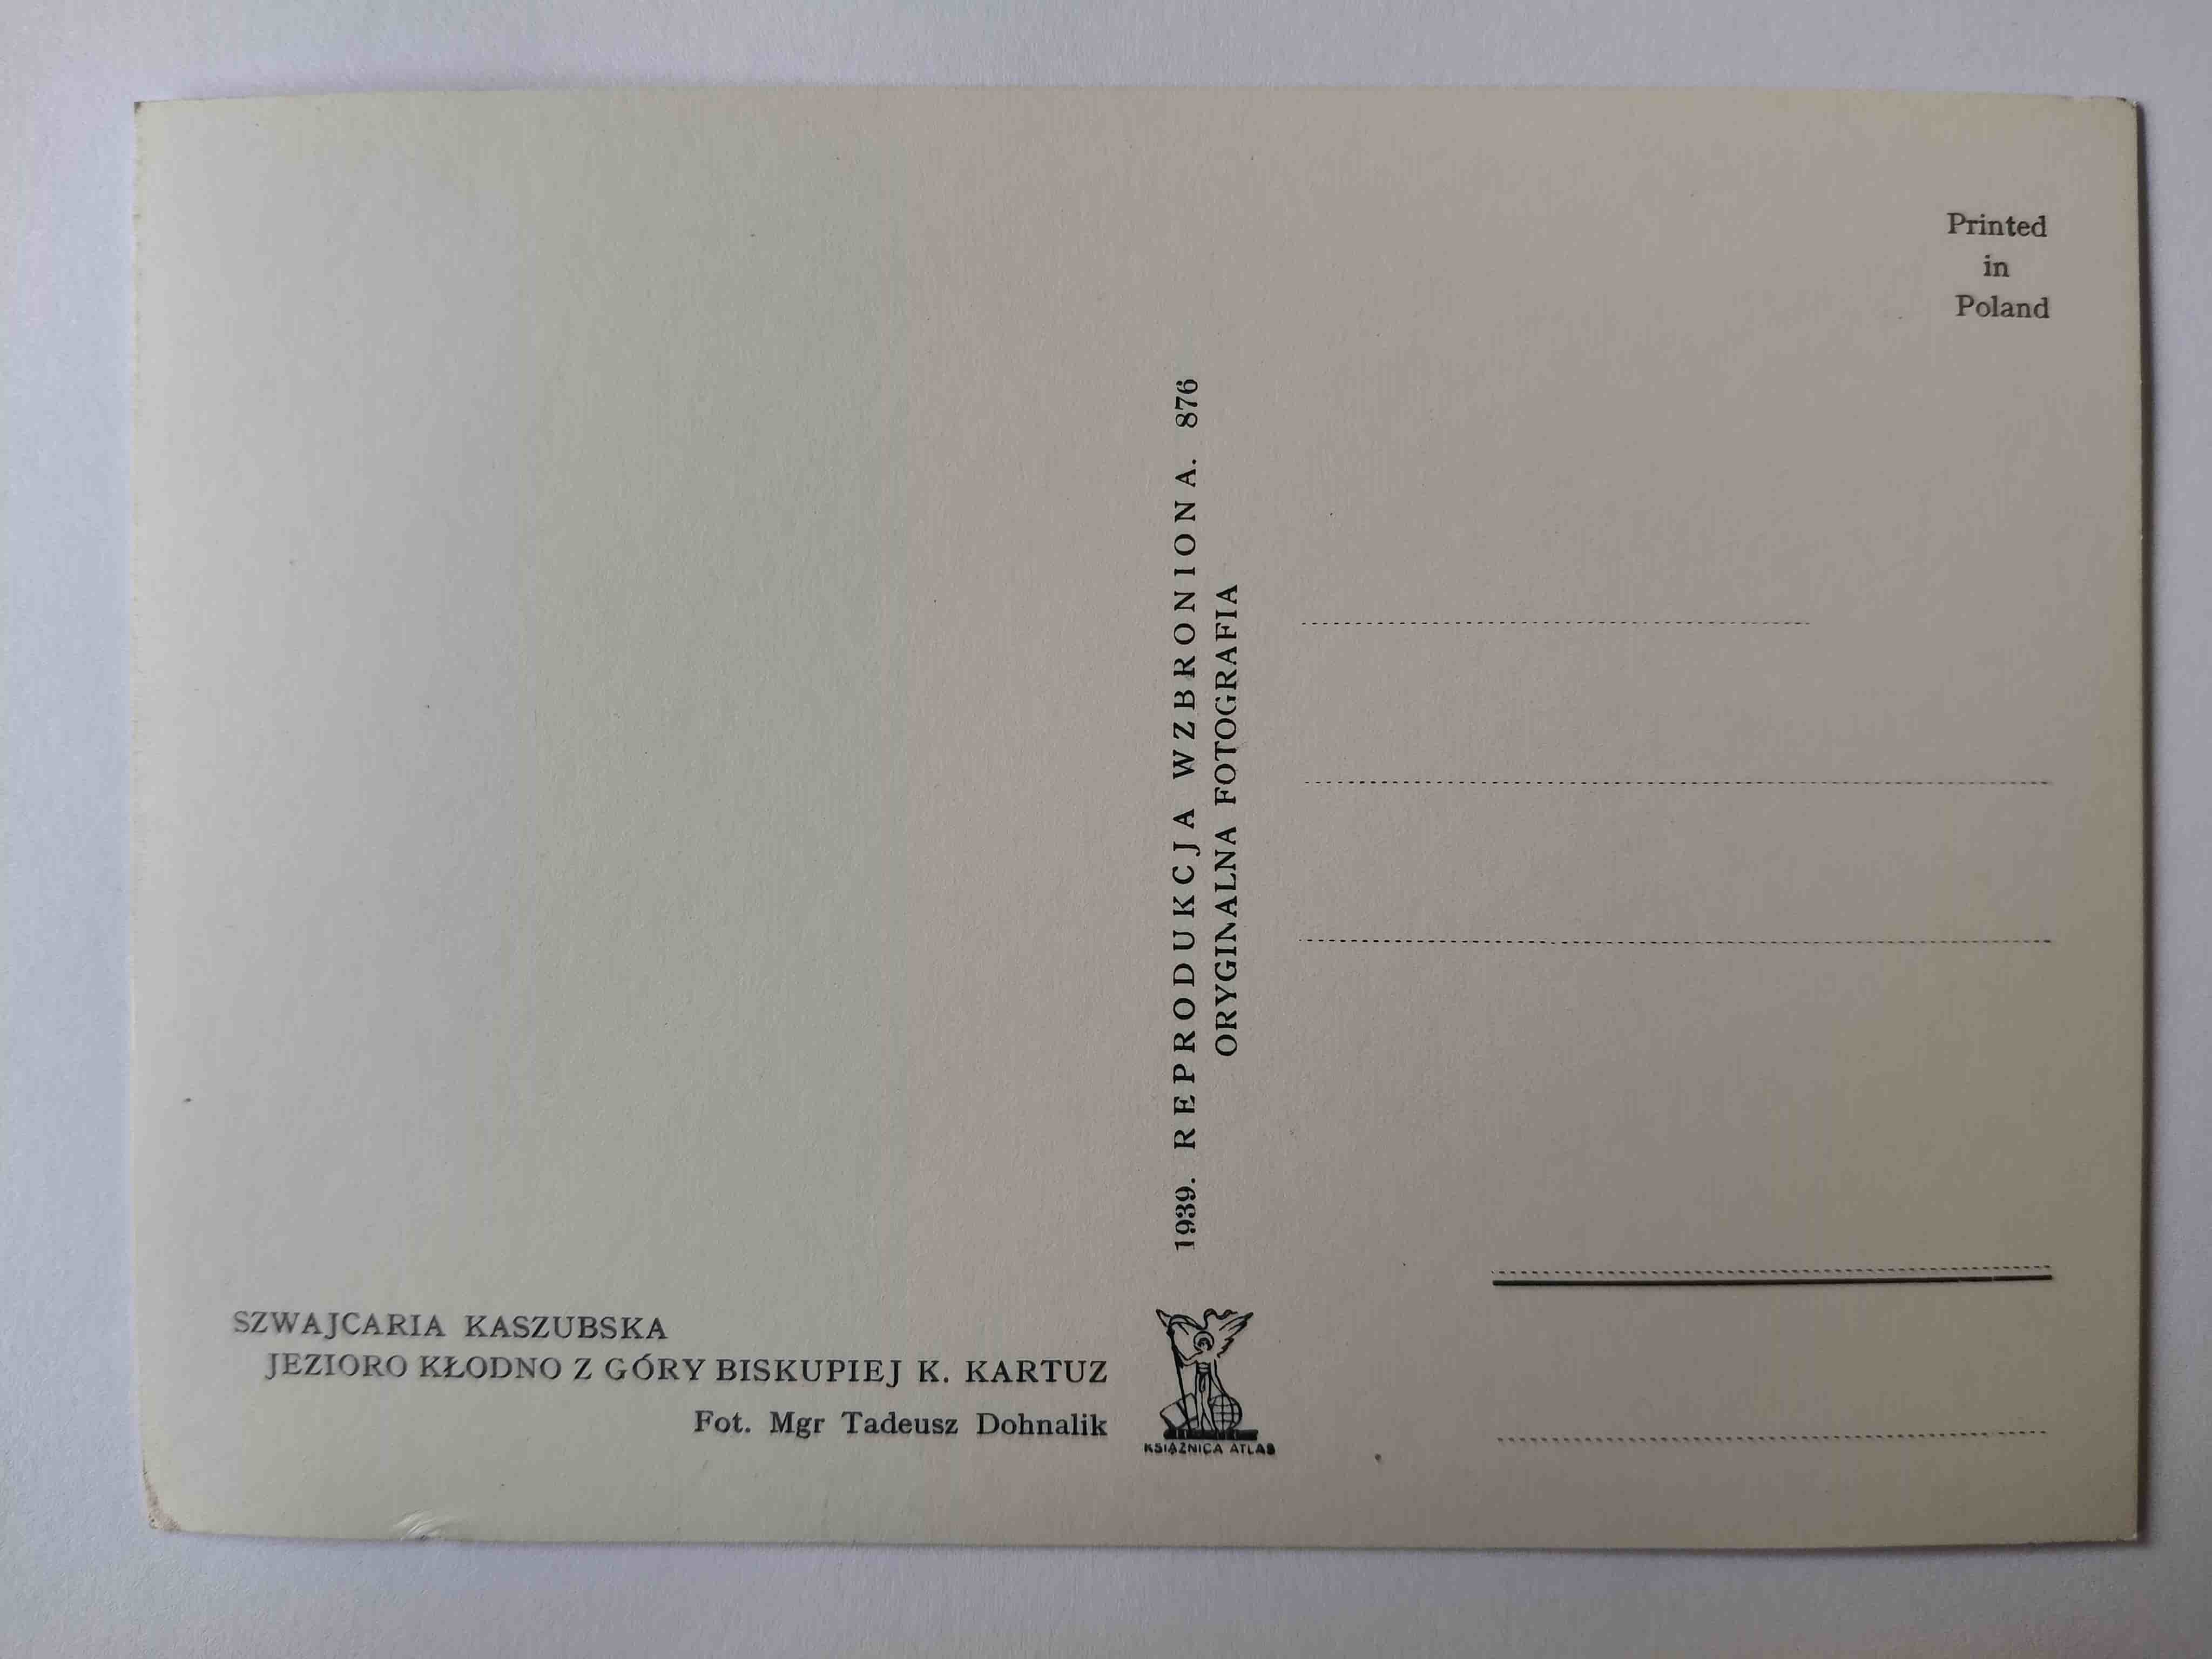 SZWAJCARIA KASZUBSKA
JEZIORO KŁODNO Z GÓRY BISKUPIEJ K. KARTUZ
Fot. Mgr Tadeusz Dohnalik
1939. REPRODUKCJA WZBRONIONA. 876
ORYGINALNA FOTOGRAFIA
KSIĄŻNICA ATLAS
Printed
in
Poland